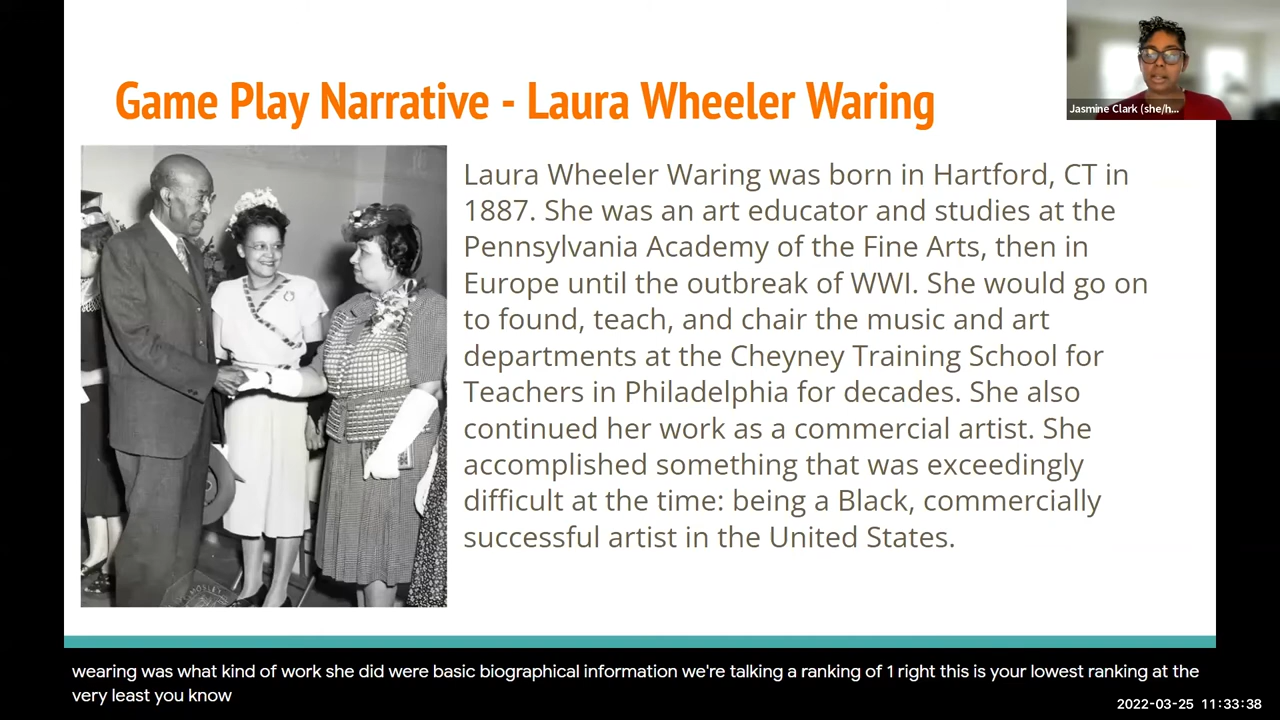 Game Play Narrative - Laura Wheeler Waring
Jasmine Clark (she/h...
Laura Wheeler Waring was born in Hartford, CT in
1887. She was an art educator and studies at the
Pennsylvania Academy of the Fine Arts, then in
Europe until the outbreak of WWI. She would go on
to found, teach, and chair the music and art
departments at the Cheyney Training School for
Teachers in Philadelphia for decades. She also
continued her work as a commercial artist. She
accomplished something that was exceedingly
difficult at the time: being a Black, commercially
successful artist in the United States.
wearing was what kind of work she did were basic biographical information we're talking a ranking of 1 right this is your lowest ranking at the
very least you know
2022-03-25 11:33:38